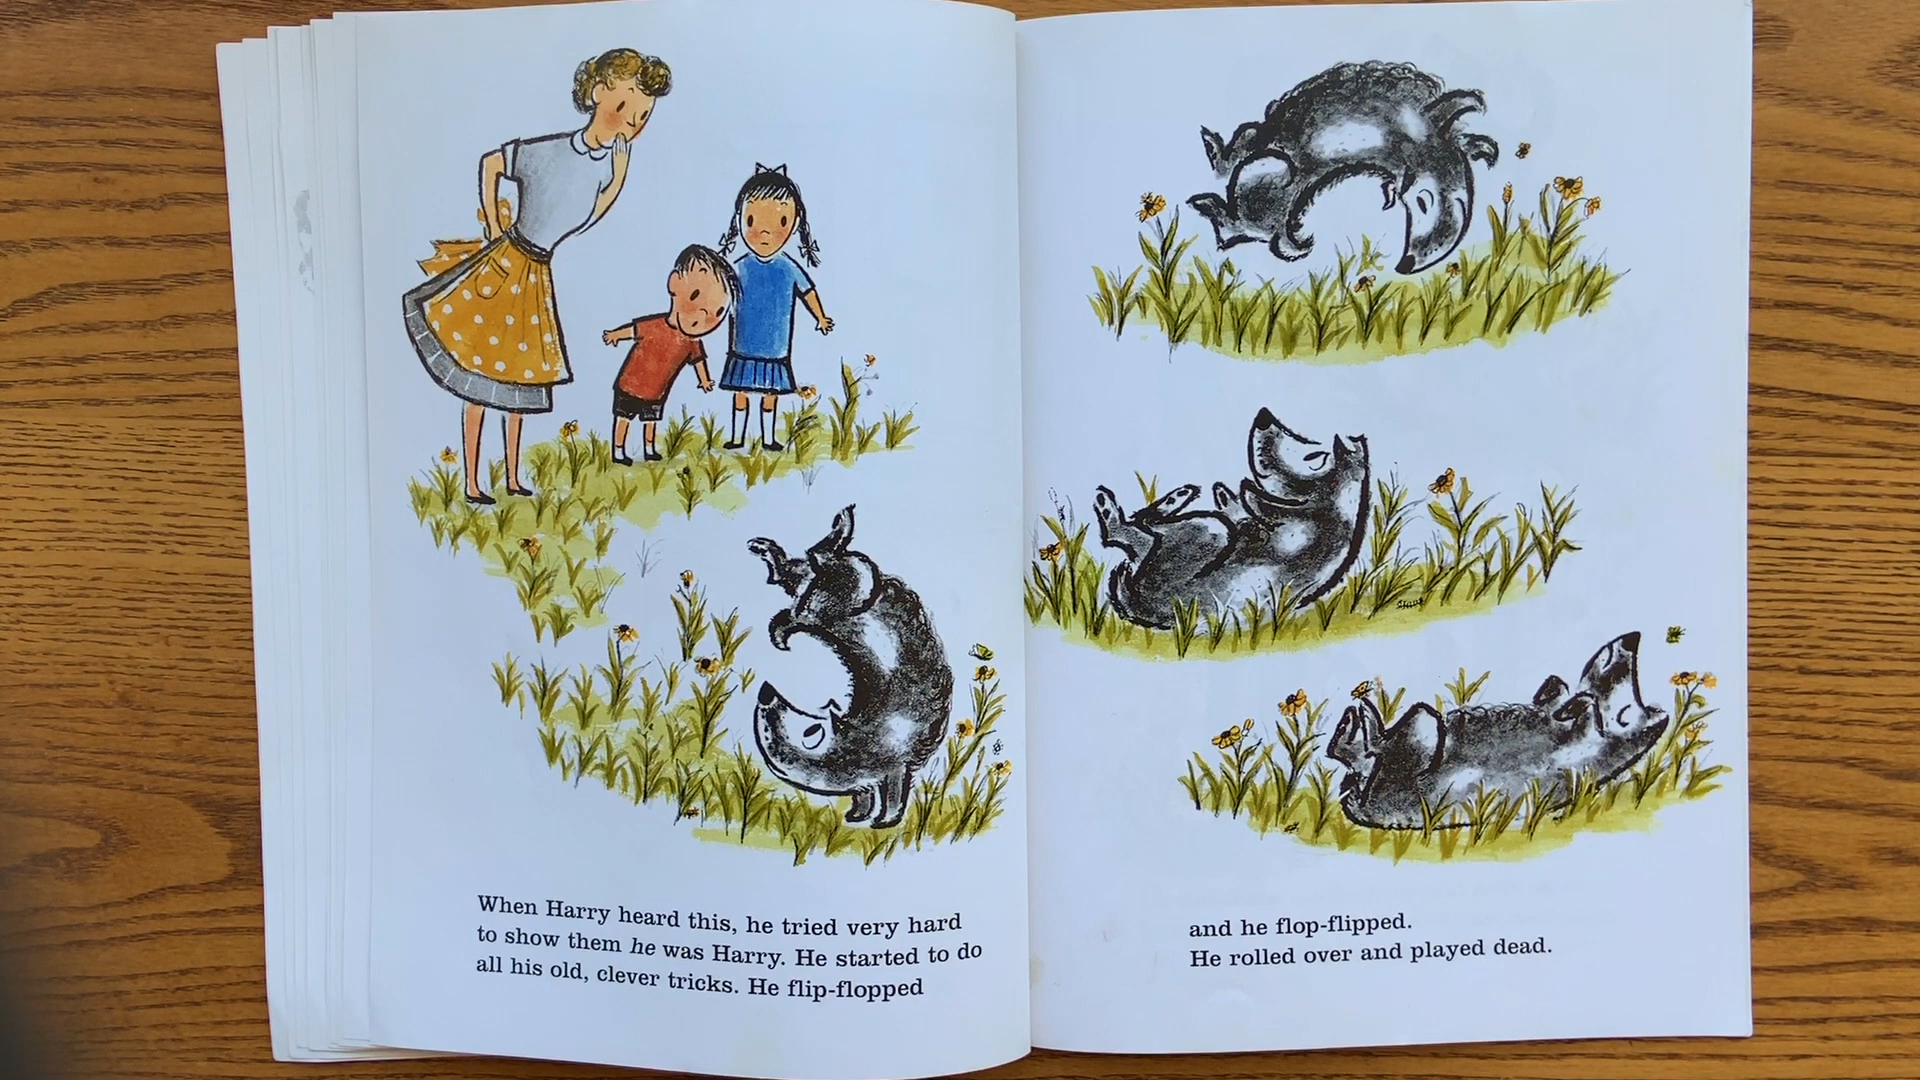 When Harry heard this, he tried very hard
to show them he was Harry. He started to do
all his old, clever tricks. He flip-flopped
and he flop-flipped.
He rolled over and played dead.